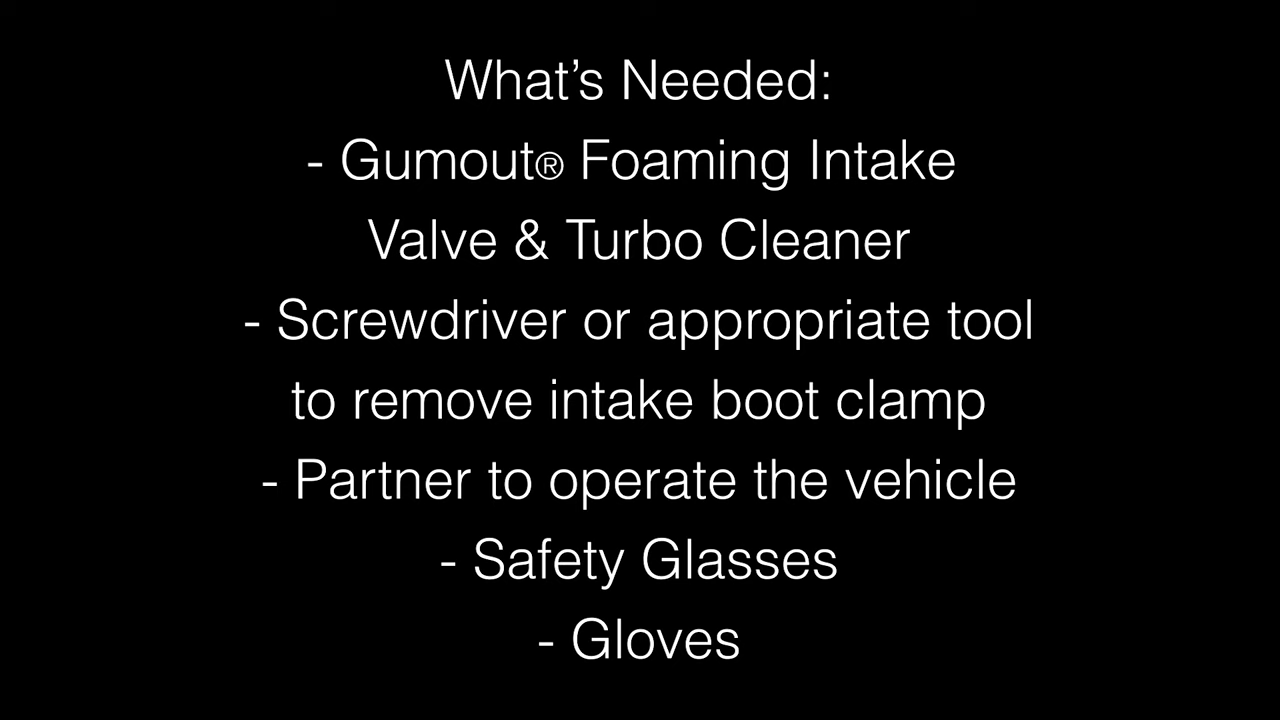 What’s Needed:
- Gumout® Foaming Intake
Valve & Turbo Cleaner
- Screwdriver or appropriate tool
to remove intake boot clamp
- Partner to operate the vehicle
- Safety Glasses
- Gloves